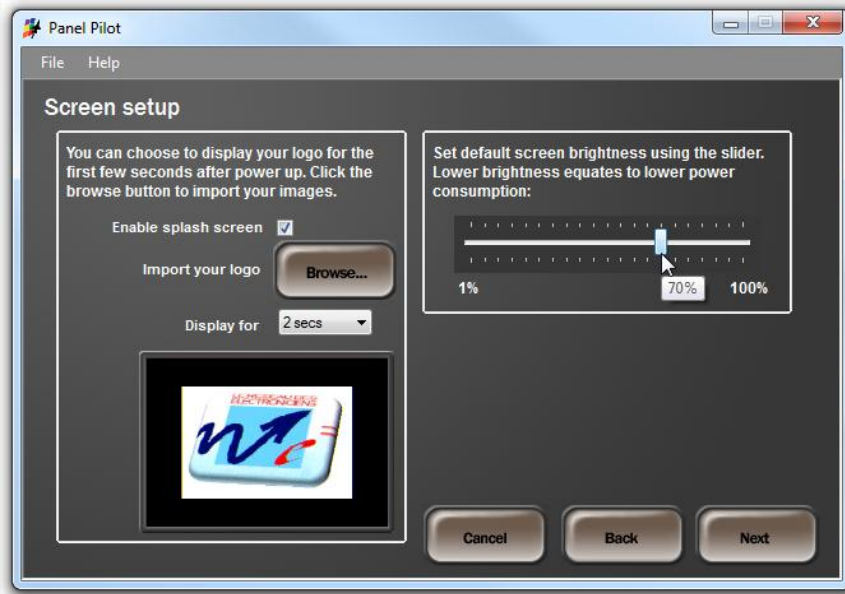 Panel Pilot
File Help
Screen setup
You can choose to display your logo for the
first few seconds after power up. Click the
browse button to import your images.
Enable splash screen
Import your logo
Browse...
Display for
2 secs
ELECTRONICIENS
Set default screen brightness using the slider.
Lower brightness equates to lower power
consumption:
1%
70%
100%
Cancel
Back
Next